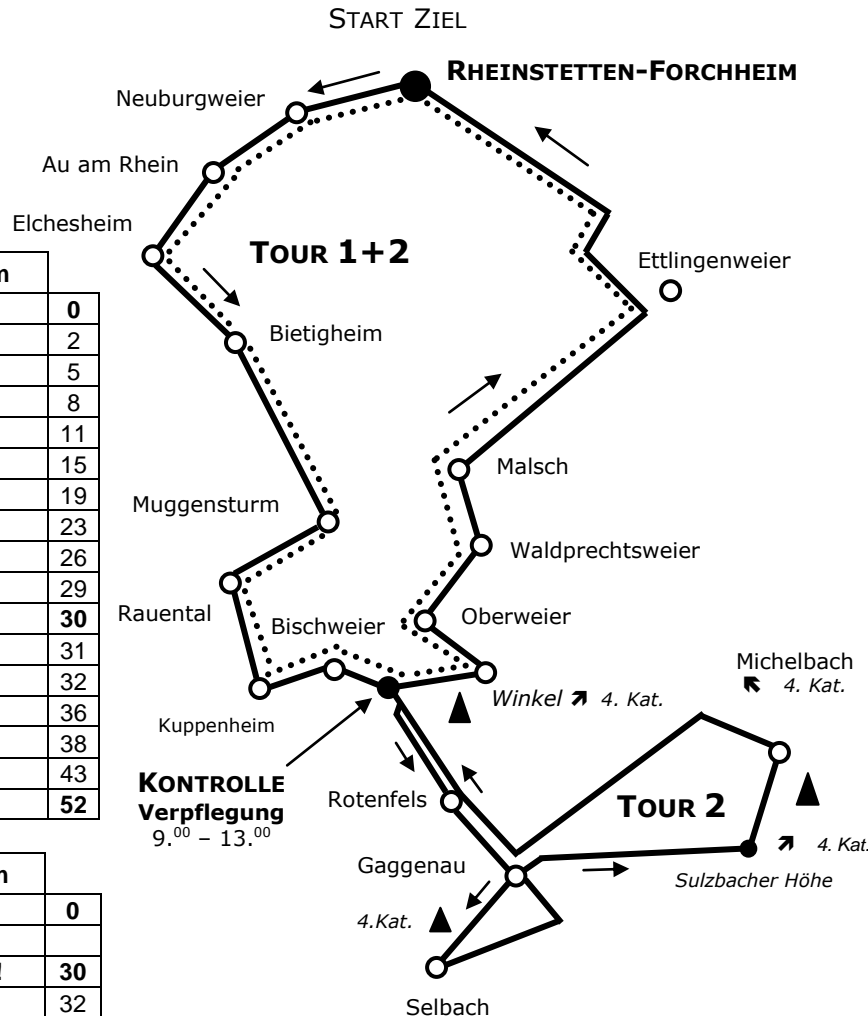 START ZIEL
RHEINSTETTEN-FORCHHEIM
Neuburgweier
Au am Rhein
Elchesheim
TOUR 1+2
Ettlingenweier
Bietigheim
Malsch
Muggensturm
Waldprechtsweier
Rauental
Bischweier
Oberweier
Michelbach
↖ 4. Kat.
Winkel ↗ 4. Kat.
Kuppenheim
KONTROLLE
Verpflegung
9.⁰⁰ – 13.⁰⁰
Rotenfels
TOUR 2
Gaggenau
↗ 4. Kat.
Sulzbacher Höhe
4.Kat.
Selbach
0
2
5
8
11
15
19
23
26
29
30
31
32
36
38
43
52
0
30
32